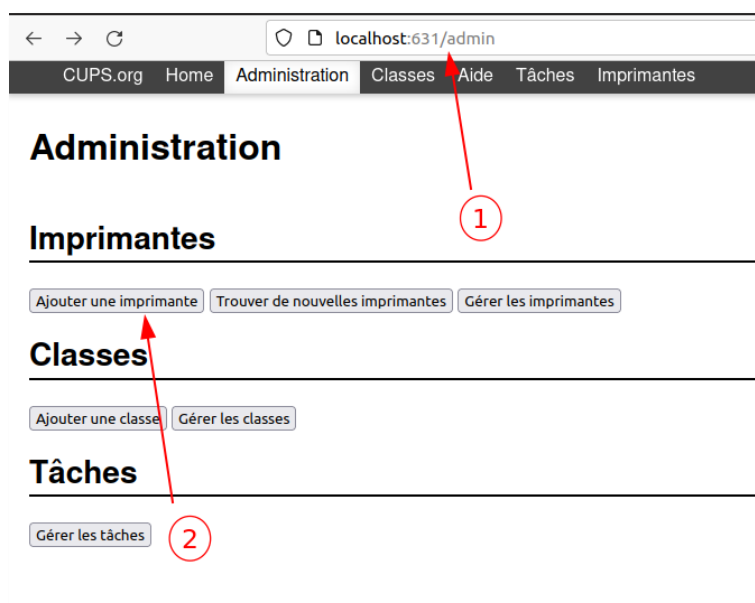 localhost:631/admin
CUPS.org Home Administration Classes Aide Tâches Imprimantes
Administration
1
Imprimantes
Ajouter une imprimante Trouver de nouvelles imprimantes Gérer les imprimantes
Classes
Ajouter une classe Gérer les classes
Tâches
Gérer les tâches 2